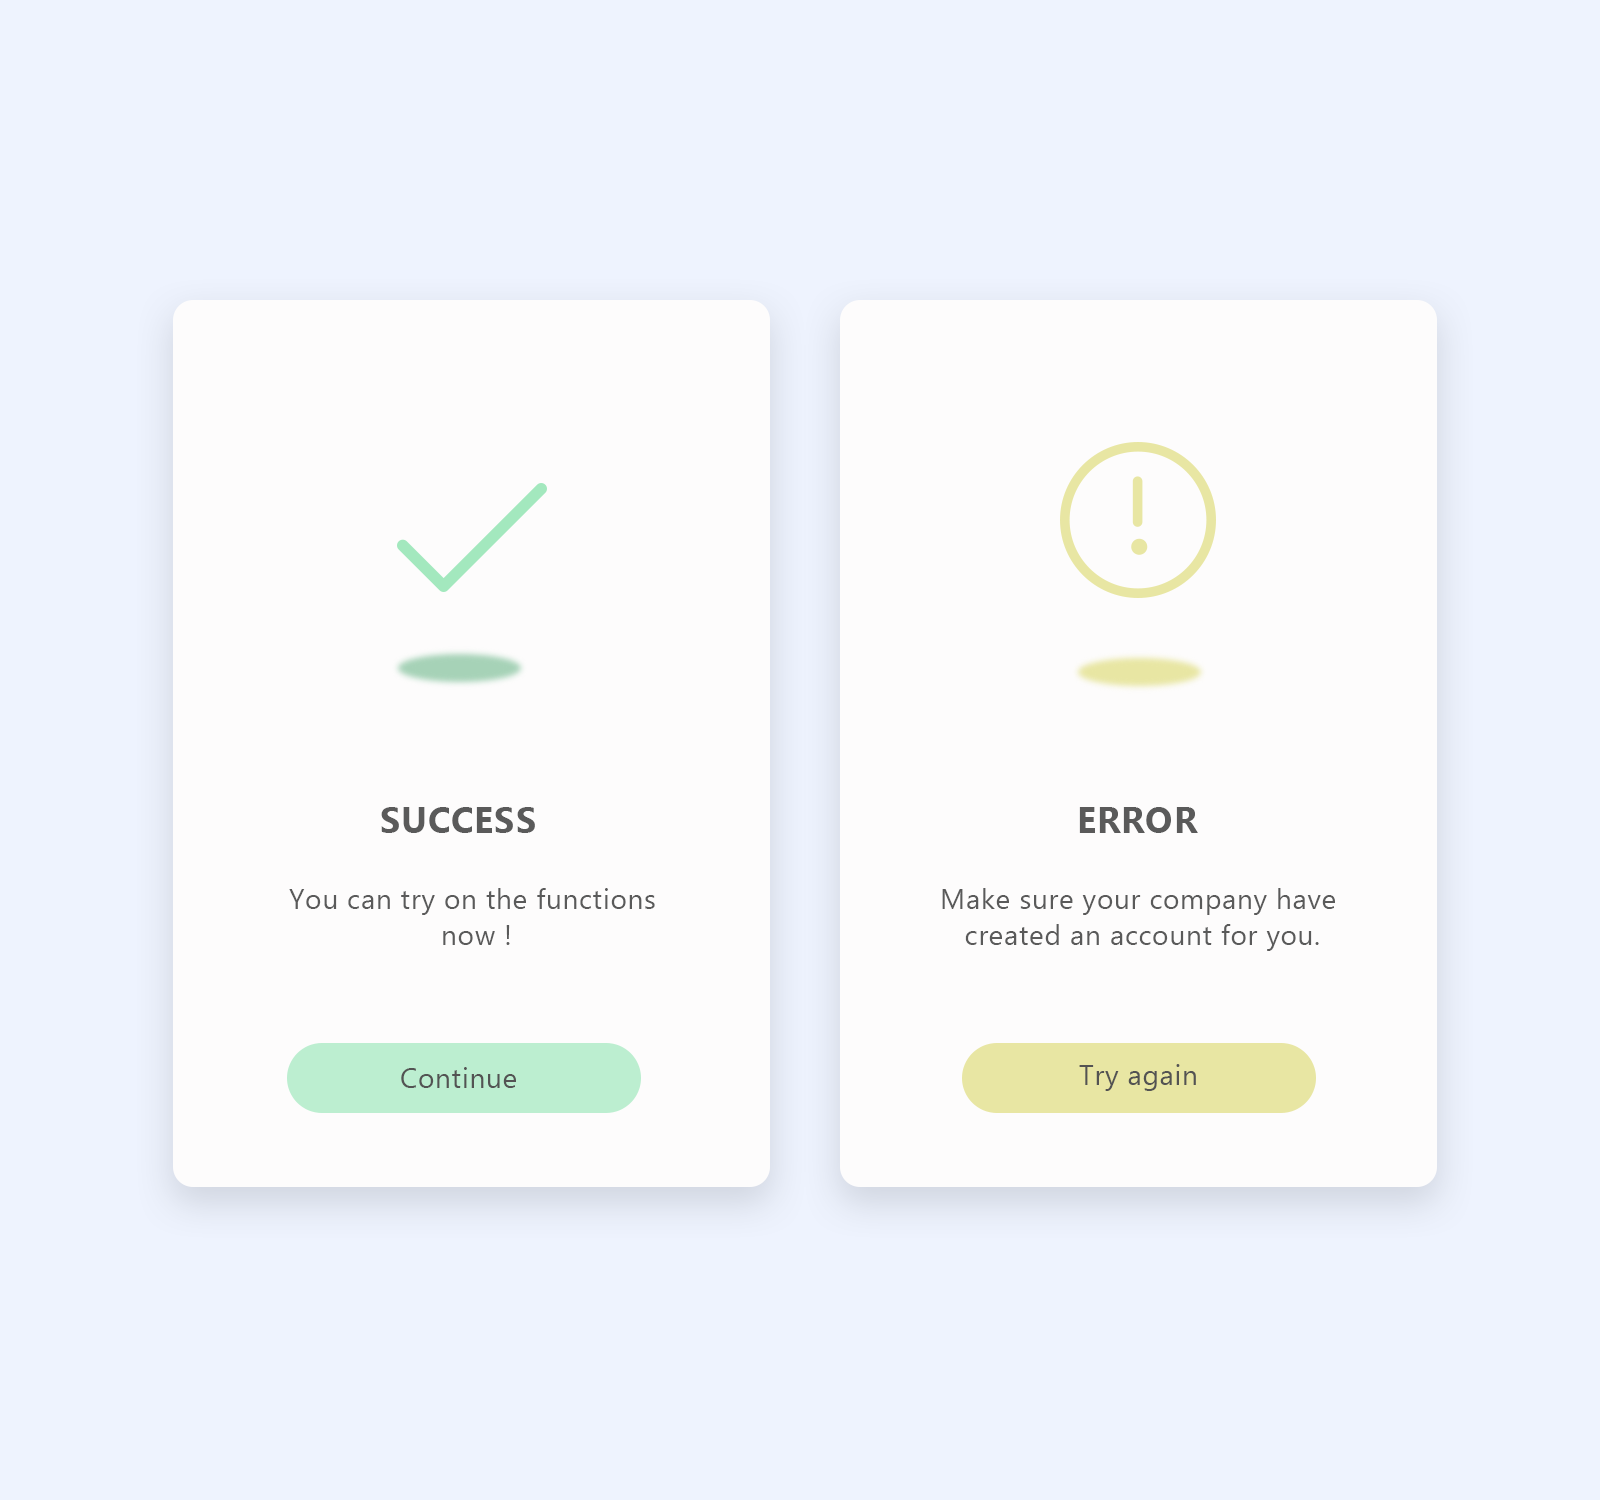 SUCCESS
You can try on the functions
now !
Continue
ERROR
Make sure your company have
created an account for you.
Try again